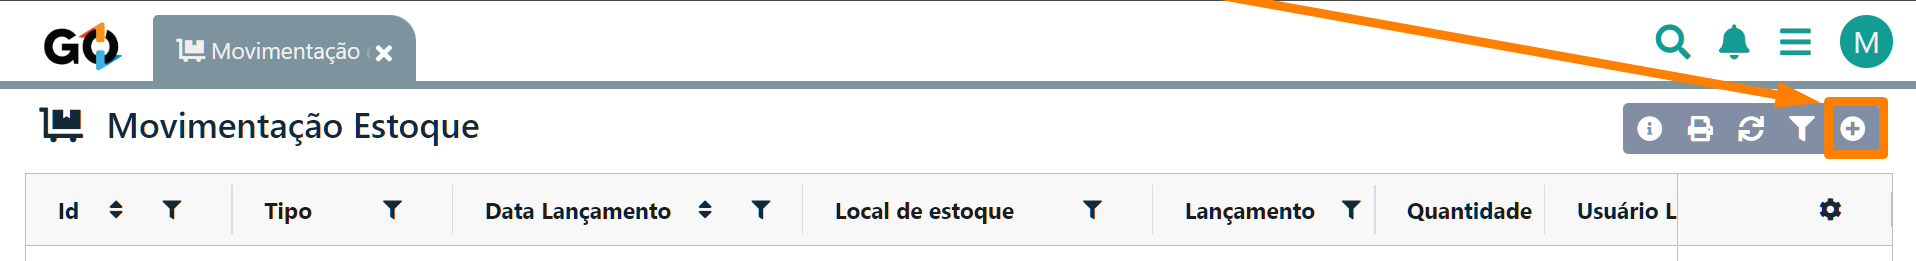 GO
Movimentação
M
Movimentação Estoque
Id Tipo Data Lançamento Local de estoque Lançamento Quantidade Usuário L